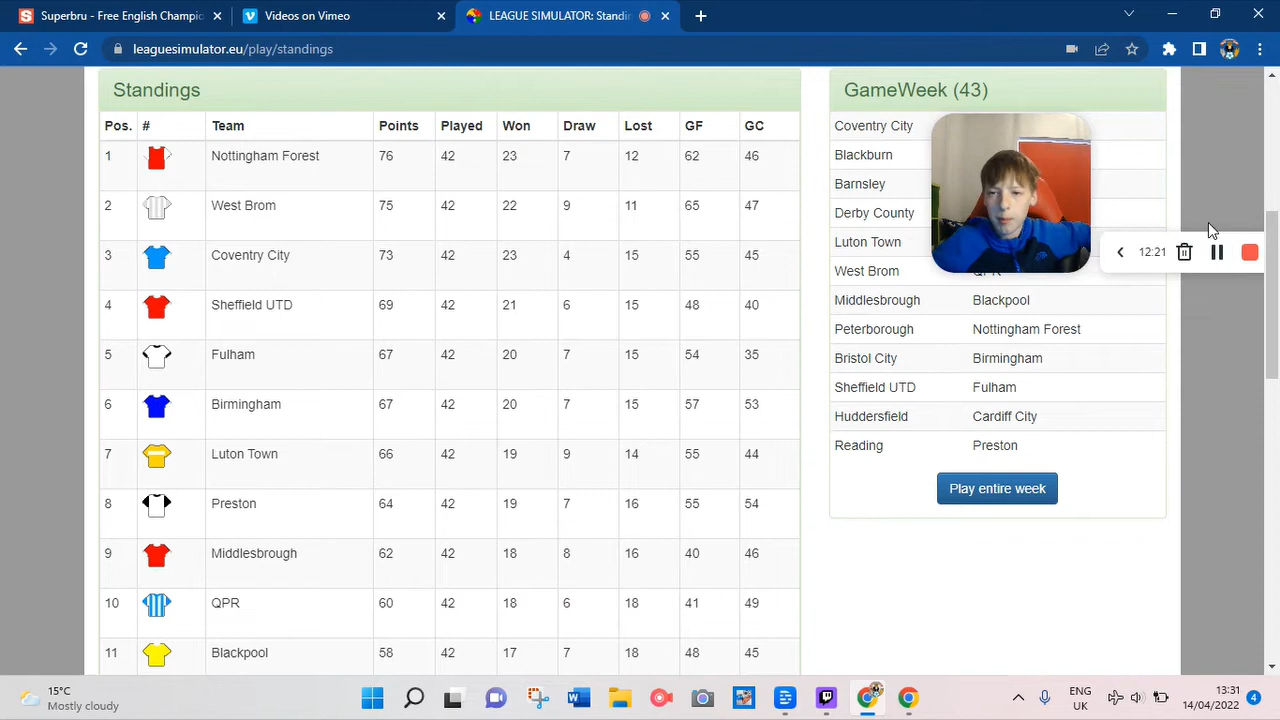 Superbru - Free English Champio
Videos on Vimeo
LEAGUE SIMULATOR: Standin
leaguesimulator.eu/play/standings
Standings
Pos. # Team Points Played Won Draw Lost GF GC
1 Nottingham Forest 76 42 23 7 12 62 46
2 West Brom 75 42 22 9 11 65 47
3 Coventry City 73 42 23 4 15 55 45
4 Sheffield UTD 69 42 21 6 15 48 40
5 Fulham 67 42 20 7 15 54 35
6 Birmingham 67 42 20 7 15 57 53
7 Luton Town 66 42 19 9 14 55 44
8 Preston 64 42 19 7 16 55 54
9 Middlesbrough 62 42 18 8 16 40 46
10 QPR 60 42 18 6 18 41 49
11 Blackpool 58 42 17 7 18 48 45
GameWeek (43)
Coventry City
Blackburn
Barnsley
Derby County
Luton Town
West Brom QPR
Middlesbrough Blackpool
Peterborough Nottingham Forest
Bristol City Birmingham
Sheffield UTD Fulham
Huddersfield Cardiff City
Reading Preston
Play entire week
12:21
15°C
Mostly cloudy
ENG
UK
13:31
14/04/2022
4